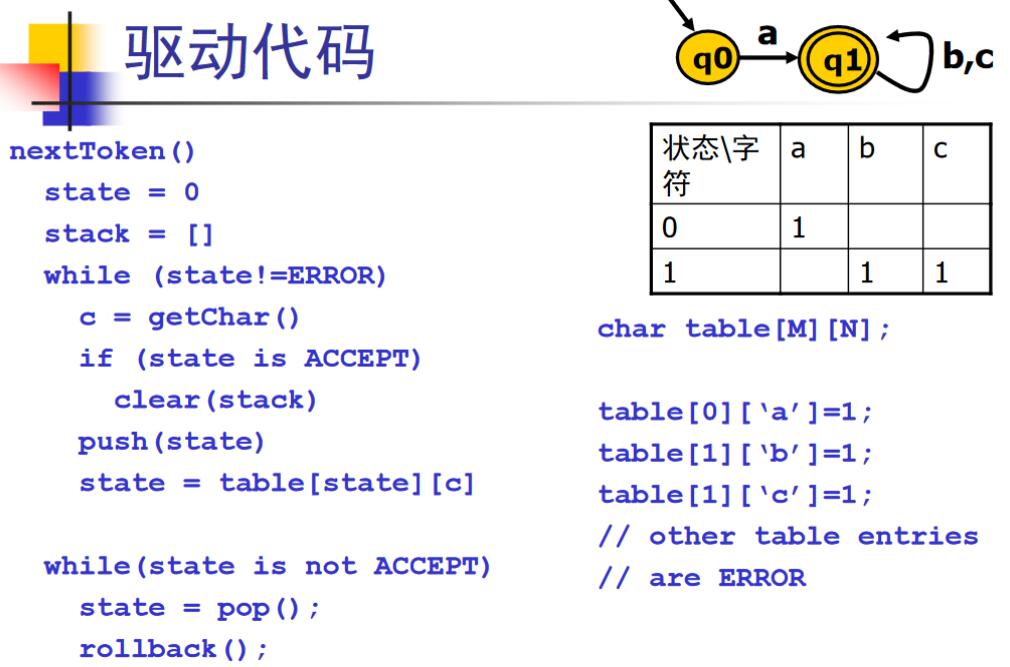 驱动代码
q0
a
q1
b,c
nextToken()
state = 0
stack = []
while (state!=ERROR)
c = getChar()
if (state is ACCEPT)
clear(stack)
push(state)
state = table[state][c]
while(state is not ACCEPT)
state = pop();
rollback();
状态\字符 a b c
0 1
1 1 1
char table[M][N];
table[0][‘a’]=1;
table[1][‘b’]=1;
table[1][‘c’]=1;
// other table entries
// are ERROR